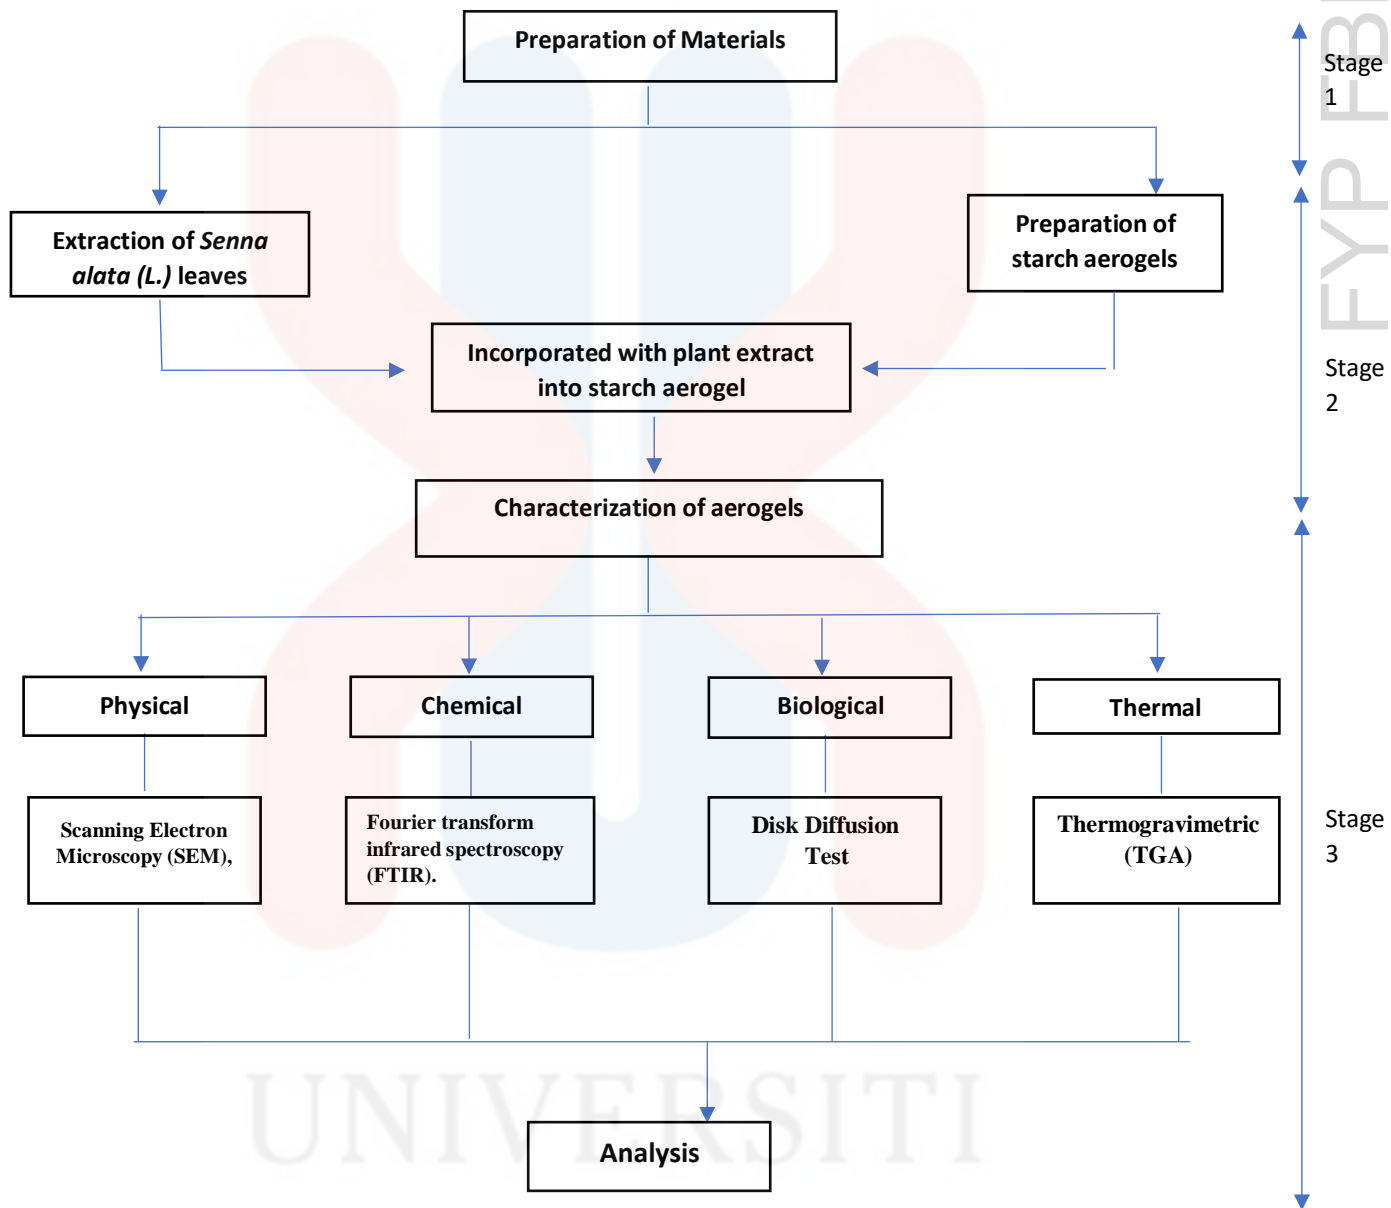 Preparation of Materials
Stage
1
FYP FB
Extraction of Senna
alata (L.) leaves
Preparation of
starch aerogels
Incorporated with plant extract
into starch aerogel
Stage
2
Characterization of aerogels
Physical
Chemical
Biological
Thermal
Scanning Electron
Microscopy (SEM),
Fourier transform
infrared spectroscopy
(FTIR).
Disk Diffusion
Test
Thermogravimetric
(TGA)
Stage
3
UNIVERSITI
Analysis